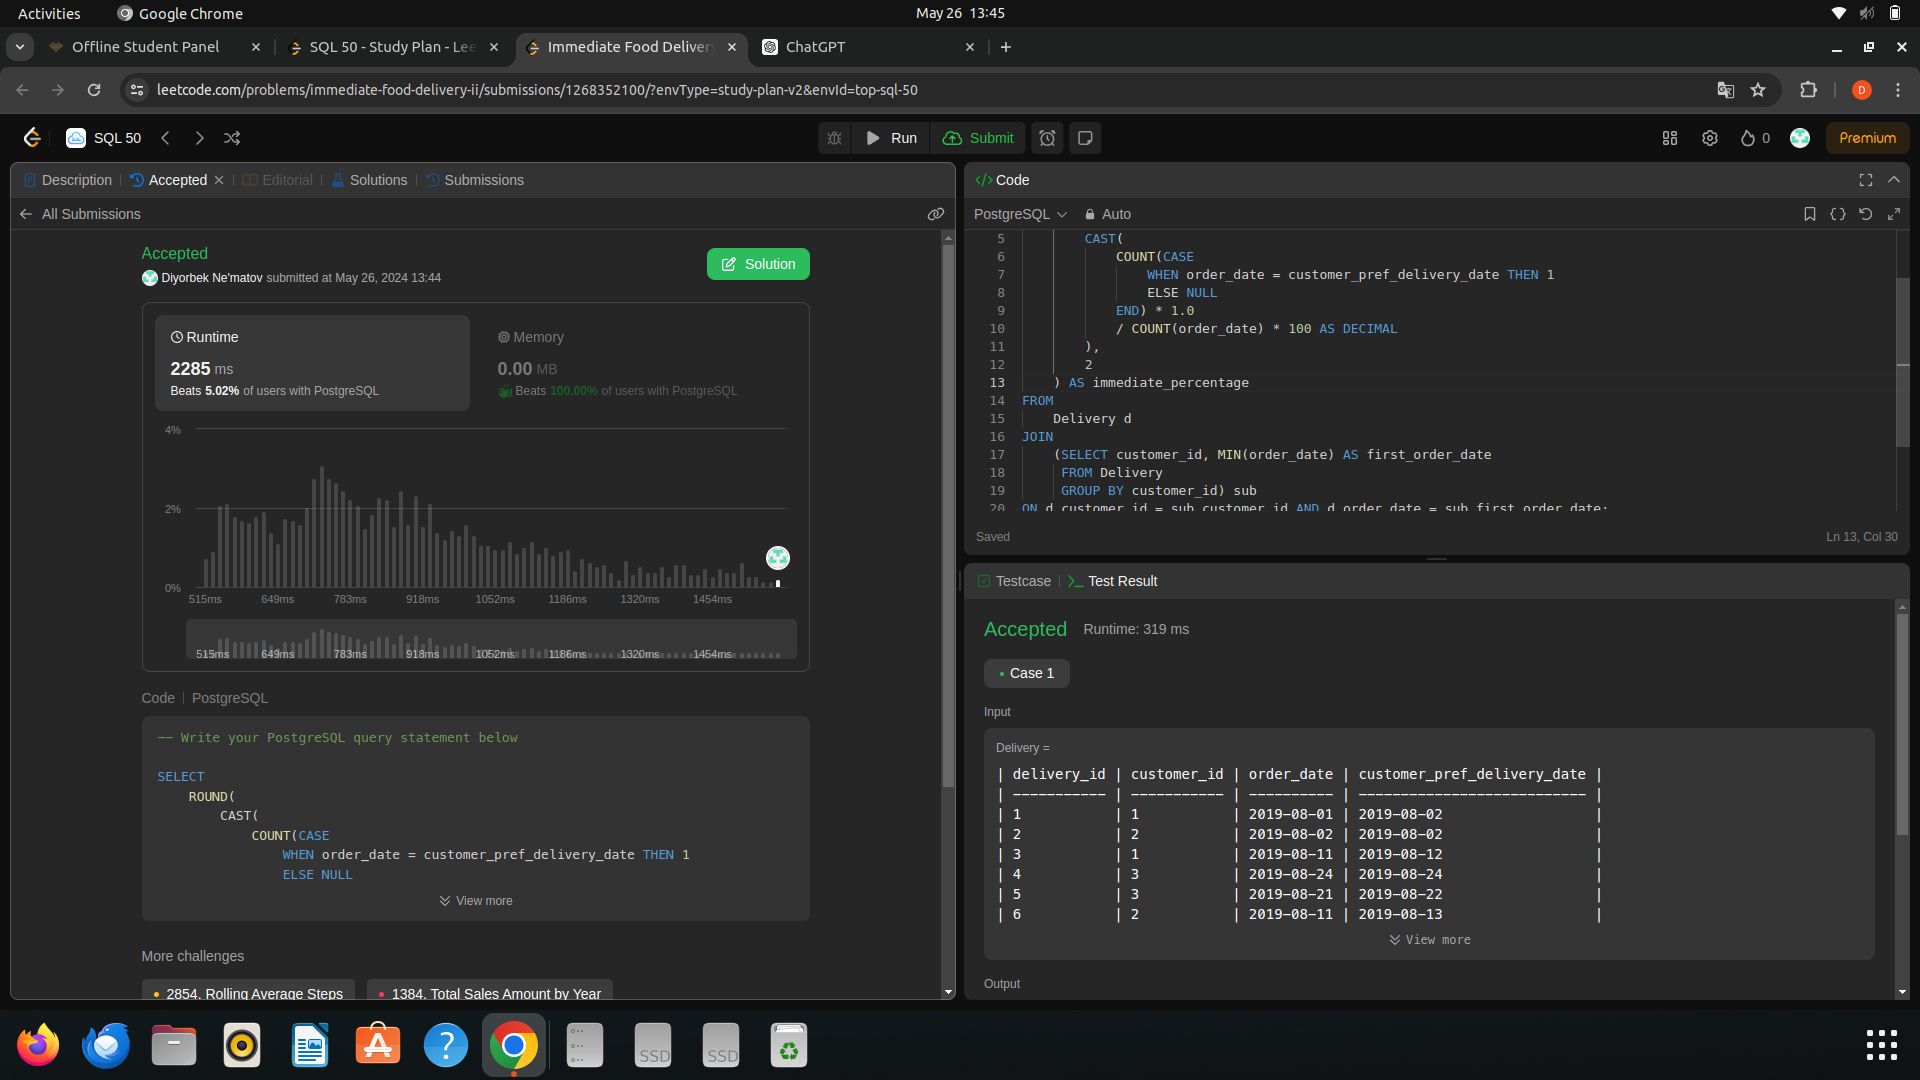 Activities
Google Chrome
May 26 13:45
Offline Student Panel
SQL 50 - Study Plan - Lee
Immediate Food Delivery
ChatGPT
leetcode.com/problems/immediate-food-delivery-ii/submissions/1268352100/?envType=study-plan-v2&envId=top-sql-50
D
SQL 50
Run
Submit
0
Premium
Description
Accepted
Editorial
Solutions
Submissions
All Submissions
Accepted
Diyorbek Ne'matov submitted at May 26, 2024 13:44
Solution
Runtime
2285 ms
Beats 5.02% of users with PostgreSQL
Memory
0.00 MB
Beats 100.00% of users with PostgreSQL
4%
2%
0%
515ms 649ms 783ms 918ms 1052ms 1186ms 1320ms 1454ms
515ms 649ms 783ms 918ms 1052ms 1186ms 1320ms 1454ms
Code | PostgreSQL
-- Write your PostgreSQL query statement below
SELECT
ROUND(
CAST(
COUNT(CASE
WHEN order_date = customer_pref_delivery_date THEN 1
ELSE NULL
View more
More challenges
2854. Rolling Average Steps
1384. Total Sales Amount by Year
</> Code
PostgreSQL
Auto
5 CAST(
6 COUNT(CASE
7 WHEN order_date = customer_pref_delivery_date THEN 1
8 ELSE NULL
9 END) * 1.0
10 / COUNT(order_date) * 100 AS DECIMAL
11 ),
12 2
13 ) AS immediate_percentage
14 FROM
15 Delivery d
16 JOIN
17 (SELECT customer_id, MIN(order_date) AS first_order_date
18 FROM Delivery
19 GROUP BY customer_id) sub
20 ON d.customer_id = sub.customer_id AND d.order_date = sub.first_order_date;
Saved
Ln 13, Col 30
Testcase
Test Result
Accepted
Runtime: 319 ms
Case 1
Input
Delivery =
| delivery_id | customer_id | order_date | customer_pref_delivery_date |
| ----------- | ----------- | ---------- | --------------------------- |
| 1 | 1 | 2019-08-01 | 2019-08-02 |
| 2 | 2 | 2019-08-02 | 2019-08-02 |
| 3 | 1 | 2019-08-11 | 2019-08-12 |
| 4 | 3 | 2019-08-24 | 2019-08-24 |
| 5 | 3 | 2019-08-21 | 2019-08-22 |
| 6 | 2 | 2019-08-11 | 2019-08-13 |
View more
Output
SSD
SSD